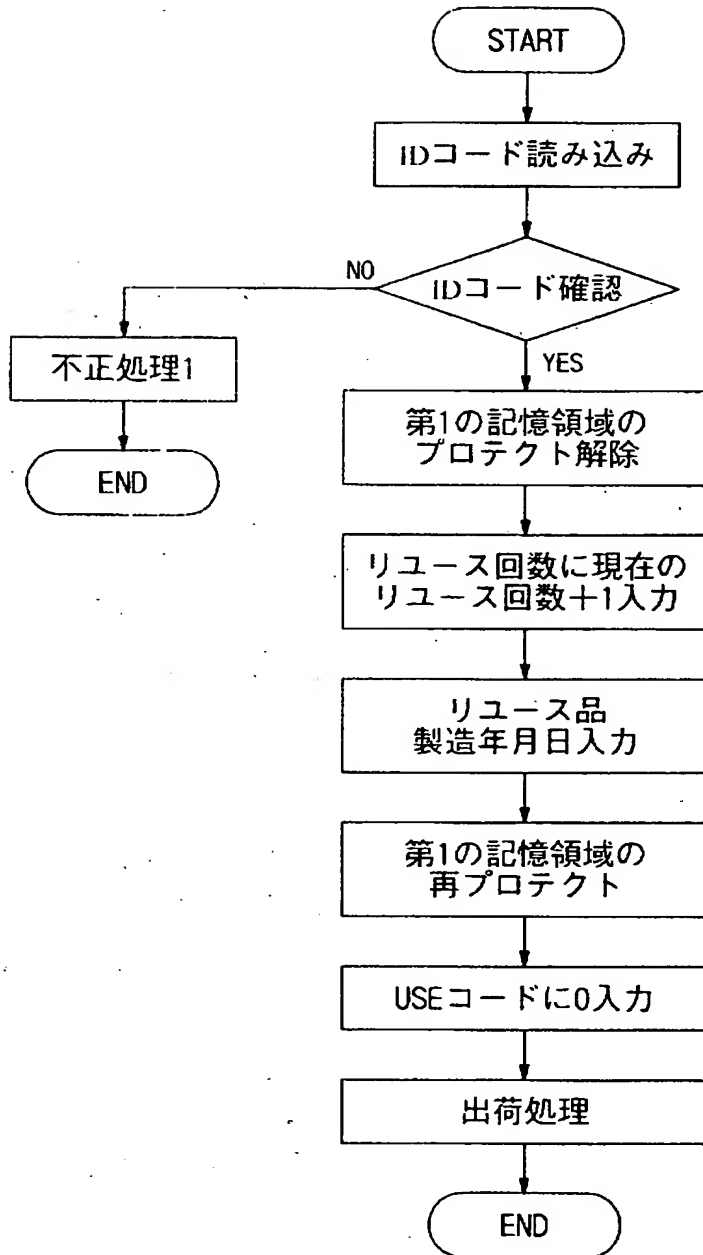 START
IDコード読み込み
IDコード確認
NO
YES
不正処理1
END
第1の記憶領域の
プロテクト解除
リユース回数に現在の
リユース回数+1入力
リユース品
製造年月日入力
第1の記憶領域の
再プロテクト
USEコードに0入力
出荷処理
END